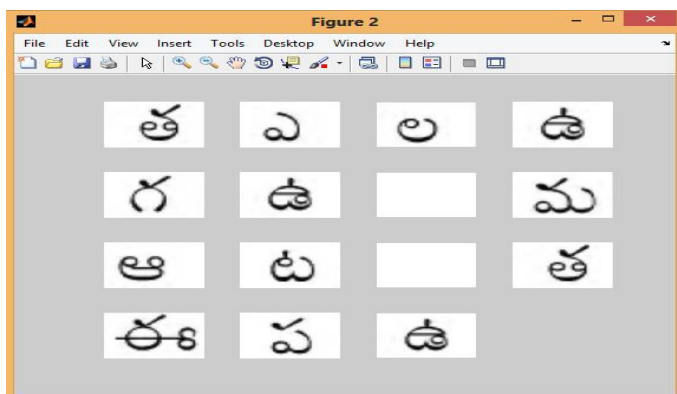 Figure 2
File Edit View Insert Tools Desktop Window Help
త ఎ ల ఉ
గ ఉ మ
ఆ ట త
ఈ ప ఉ